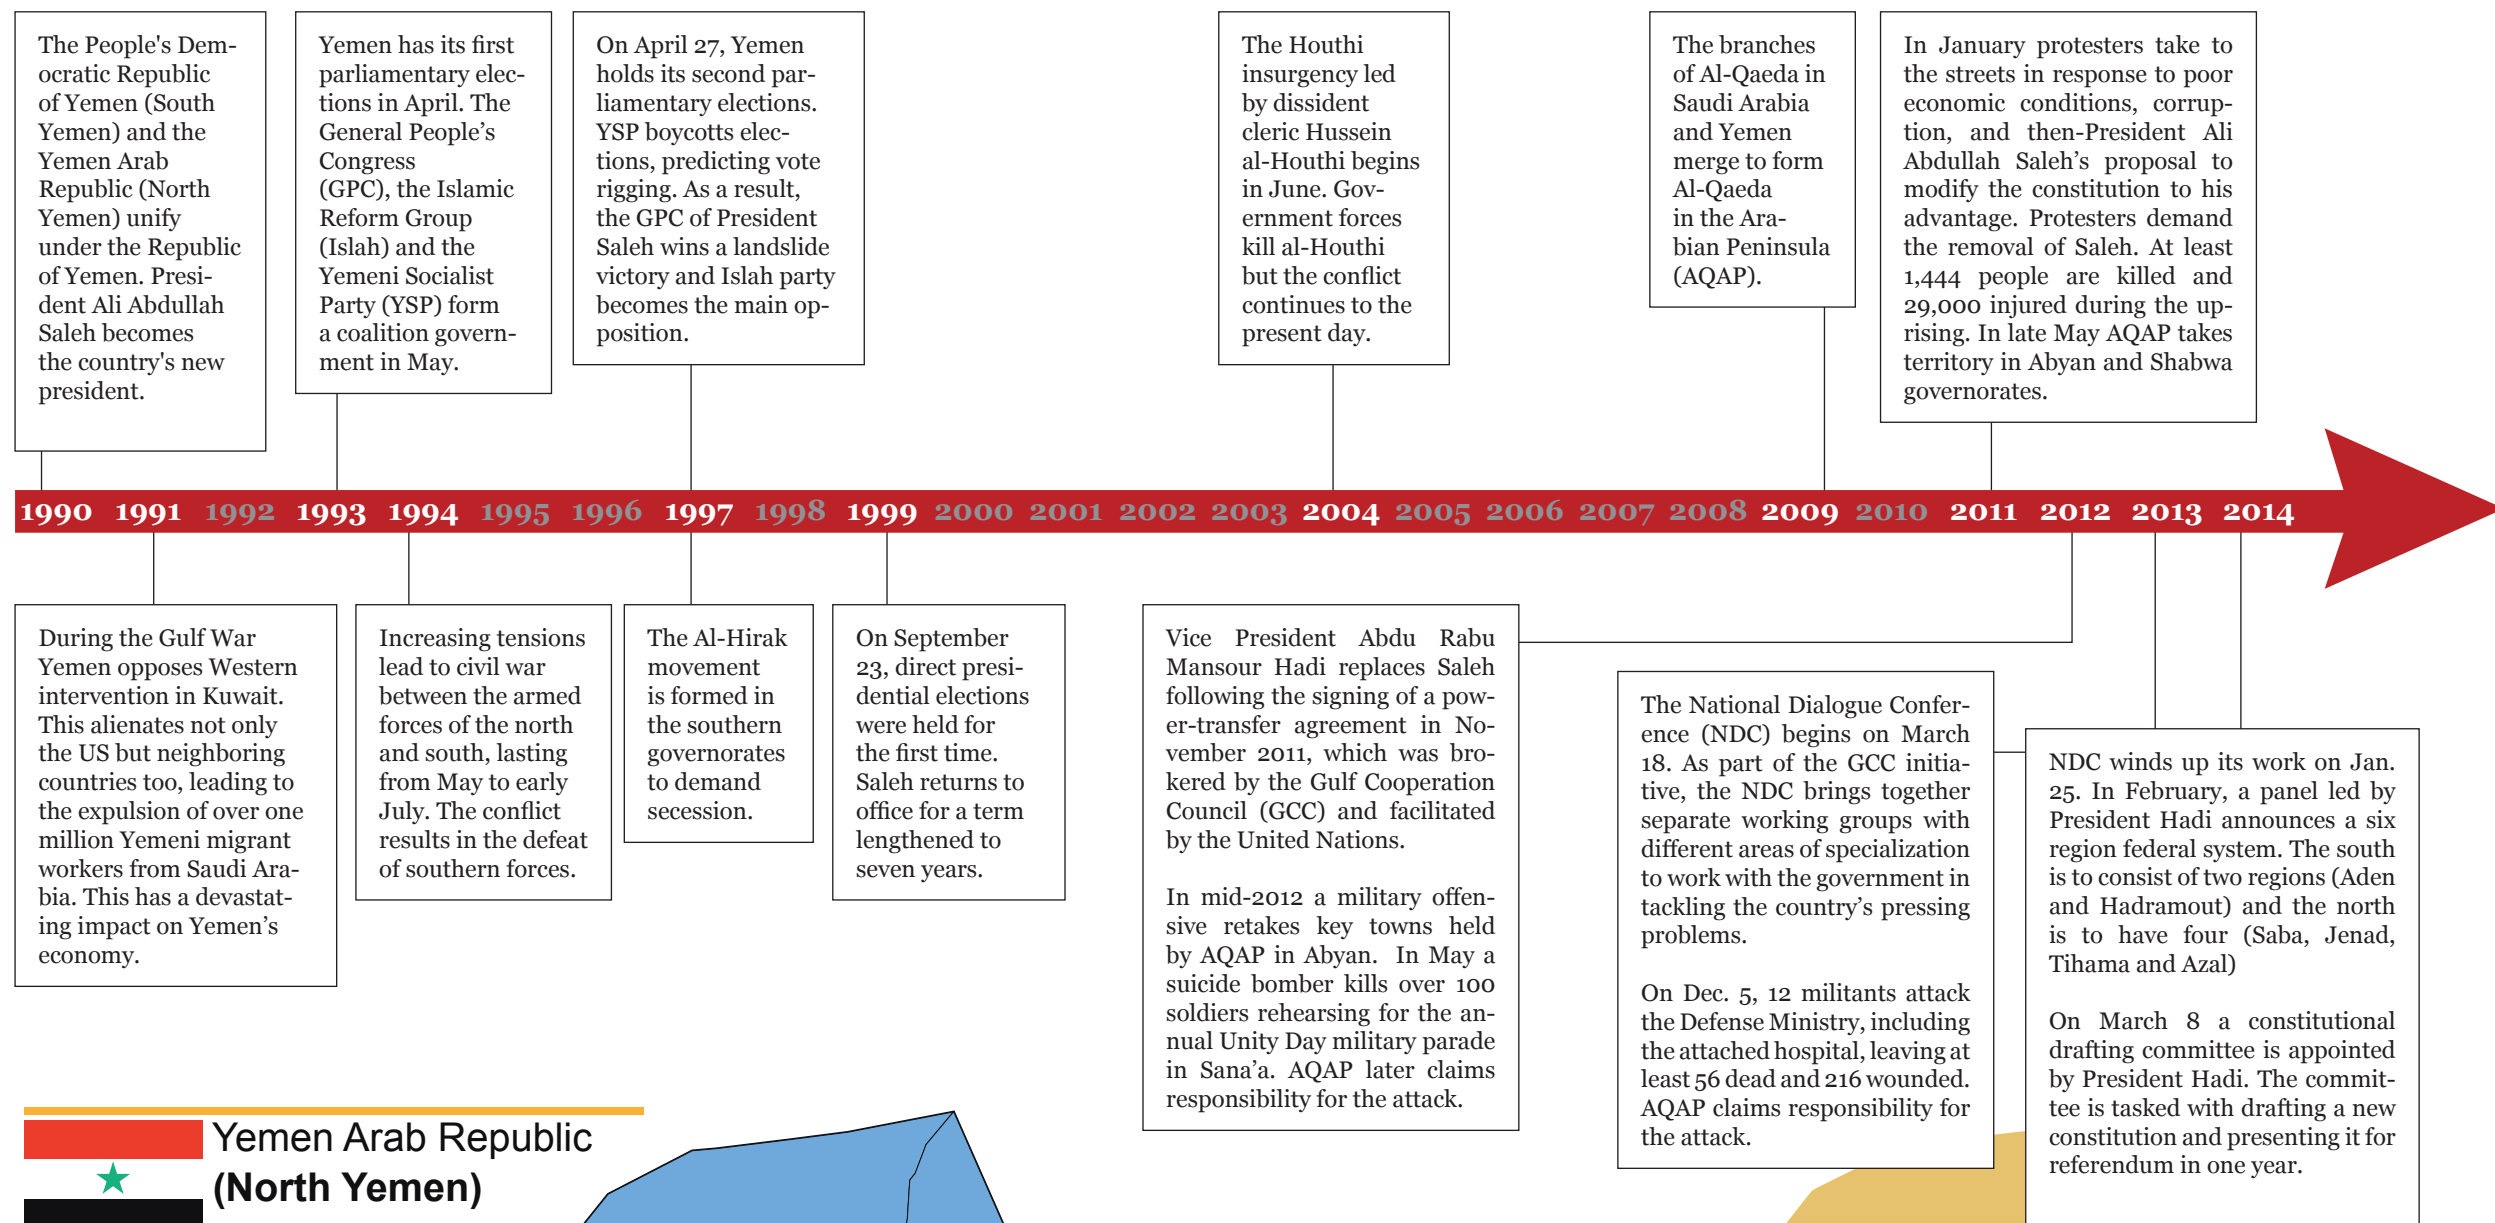 The People's Dem-
ocratic Republic
of Yemen (South
Yemen) and the
Yemen Arab
Republic (North
Yemen) unify
under the Republic
of Yemen. Presi-
dent Ali Abdullah
Saleh becomes
the country's new
president.
Yemen has its first
parliamentary elec-
tions in April. The
General People’s
Congress
(GPC), the Islamic
Reform Group
(Islah) and the
Yemeni Socialist
Party (YSP) form
a coalition govern-
ment in May.
On April 27, Yemen
holds its second par-
liamentary elections.
YSP boycotts elec-
tions, predicting vote
rigging. As a result,
the GPC of President
Saleh wins a landslide
victory and Islah party
becomes the main op-
position.
The Houthi
insurgency led
by dissident
cleric Hussein
al-Houthi begins
in June. Gov-
ernment forces
kill al-Houthi
but the conflict
continues to the
present day.
The branches
of Al-Qaeda in
Saudi Arabia
and Yemen
merge to form
Al-Qaeda
in the Ara-
bian Peninsula
(AQAP).
In January protesters take to
the streets in response to poor
economic conditions, corrup-
tion, and then-President Ali
Abdullah Saleh’s proposal to
modify the constitution to his
advantage. Protesters demand
the removal of Saleh. At least
1,444 people are killed and
29,000 injured during the up-
rising. In late May AQAP takes
territory in Abyan and Shabwa
governorates.
1990 1991 1992 1993 1994 1995 1996 1997 1998 1999 2000 2001 2002 2003 2004 2005 2006 2007 2008 2009 2010 2011 2012 2013 2014
During the Gulf War
Yemen opposes Western
intervention in Kuwait.
This alienates not only
the US but neighboring
countries too, leading to
the expulsion of over one
million Yemeni migrant
workers from Saudi Ara-
bia. This has a devastat-
ing impact on Yemen’s
economy.
Increasing tensions
lead to civil war
between the armed
forces of the north
and south, lasting
from May to early
July. The conflict
results in the defeat
of southern forces.
The Al-Hirak
movement
is formed in
the southern
governorates
to demand
secession.
On September
23, direct presi-
dential elections
were held for
the first time.
Saleh returns to
office for a term
lengthened to
seven years.
Vice President Abdu Rabu
Mansour Hadi replaces Saleh
following the signing of a pow-
er-transfer agreement in No-
vember 2011, which was bro-
kered by the Gulf Cooperation
Council (GCC) and facilitated
by the United Nations.
In mid-2012 a military offen-
sive retakes key towns held
by AQAP in Abyan. In May a
suicide bomber kills over 100
soldiers rehearsing for the an-
nual Unity Day military parade
in Sana’a. AQAP later claims
responsibility for the attack.
The National Dialogue Confer-
ence (NDC) begins on March
18. As part of the GCC initia-
tive, the NDC brings together
separate working groups with
different areas of specialization
to work with the government in
tackling the country’s pressing
problems.
On Dec. 5, 12 militants attack
the Defense Ministry, including
the attached hospital, leaving at
least 56 dead and 216 wounded.
AQAP claims responsibility for
the attack.
NDC winds up its work on Jan.
25. In February, a panel led by
President Hadi announces a six
region federal system. The south
is to consist of two regions (Aden
and Hadramout) and the north
is to have four (Saba, Jenad,
Tihama and Azal)
On March 8 a constitutional
drafting committee is appointed
by President Hadi. The commit-
tee is tasked with drafting a new
constitution and presenting it for
referendum in one year.
Yemen Arab Republic
(North Yemen)